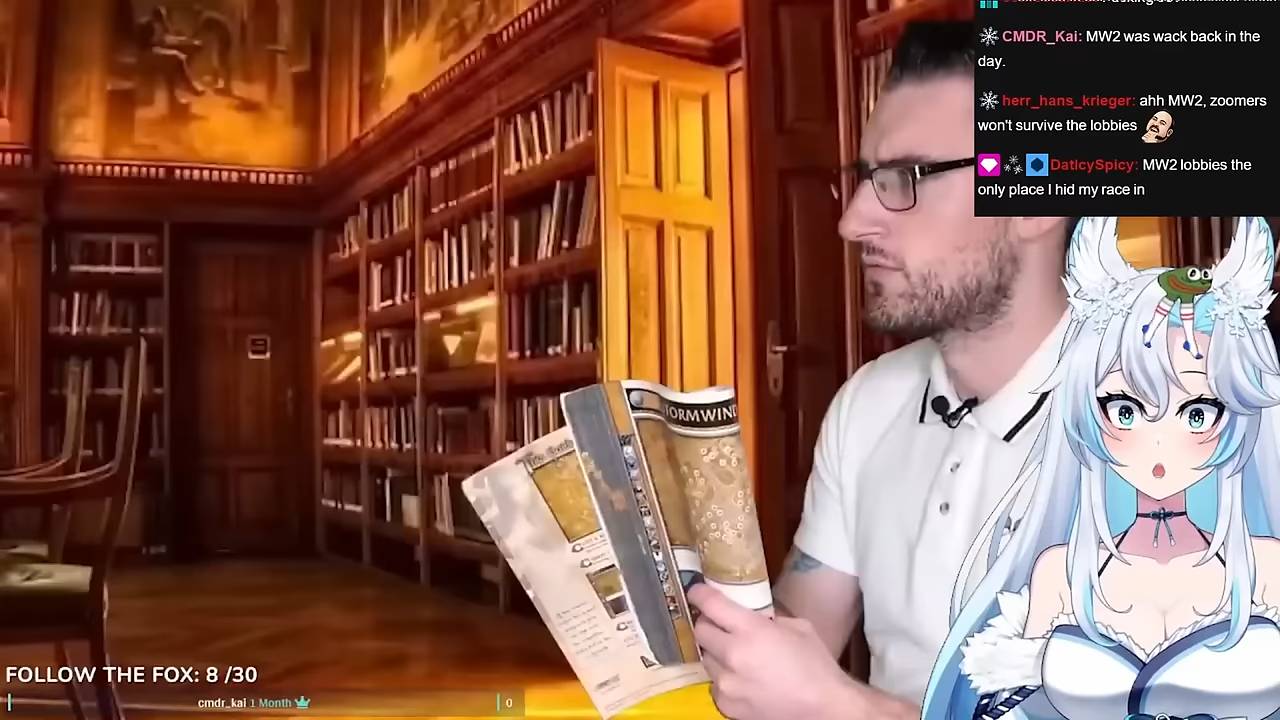 CMDR_Kai: MW2 was wack back in the
day.
herr_hans_krieger: ahh MW2, zoomers
won't survive the lobbies
DatIcySpicy: MW2 lobbies the
only place I hid my race in
TORMWIND
FOLLOW THE FOX: 8 /30
cmdr_kai 1 Month
0